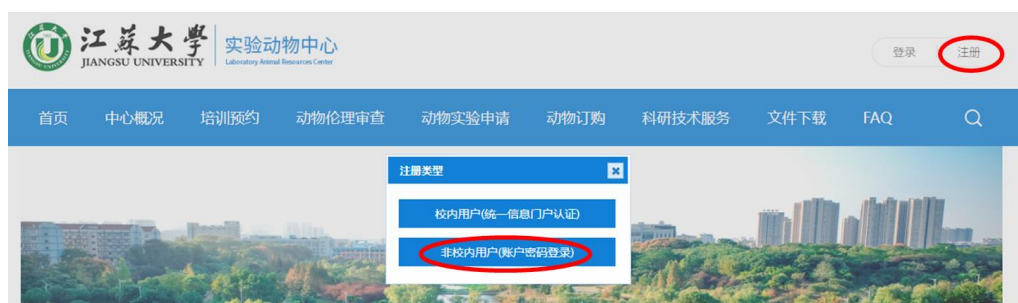 江苏大学
JIANGSU UNIVERSITY
实验动物中心
Laboratory Animal Resources Center
登录
注册
首页
中心概况
培训预约
动物伦理审查
动物实验申请
动物订购
科研技术服务
文件下载
FAQ
注册类型
校内用户(统一信息门户认证)
非校内用户(账户密码登录)